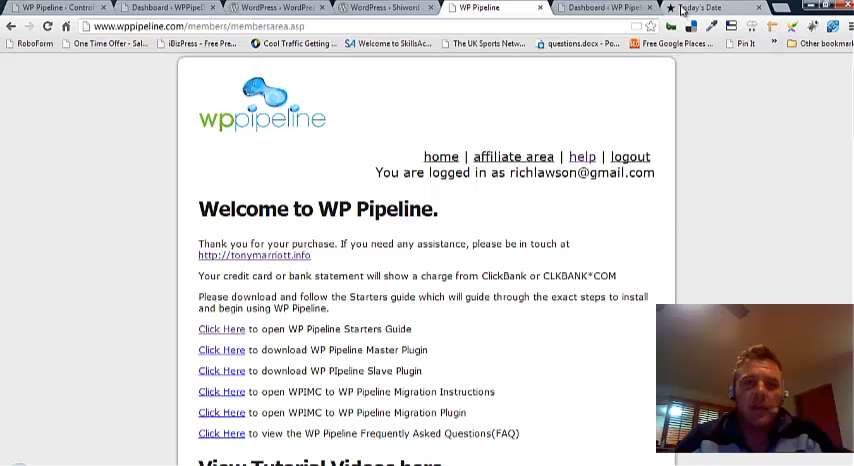 WP Pipeline › Control
Dashboard ‹ WPPipeD
WordPress › WordPre
WordPress › Shiword
WP Pipeline
Dashboard ‹ WP Pipel
Today's Date
www.wppipeline.com/members/membersarea.asp
RoboForm
One Time Offer - Sal...
iBizPress - Free Pre...
Cool Traffic Getting ...
SA Welcome to SkillsAc...
The UK Sports Netw...
questions.docx - Po...
Free Google Places ...
Pin It
»
Other bookmar
wppipeline
home | affiliate area | help | logout
You are logged in as richlawson@gmail.com
Welcome to WP Pipeline.
Thank you for your purchase. If you need any assistance, please be in touch at
http://tonymarriott.info
Your credit card or bank statement will show a charge from ClickBank or CLKBANK*COM
Please download and follow the Starters guide which will guide through the exact steps to install
and begin using WP Pipeline.
Click Here to open WP Pipeline Starters Guide
Click Here to download WP Pipeline Master Plugin
Click Here to download WP PIpeline Slave Plugin
Click Here to open WPIMC to WP Pipeline Migration Instructions
Click Here to open WPIMC to WP Pipeline Migration Plugin
Click Here to view the WP Pipeline Frequently Asked Questions(FAQ)
View Tutorial Videos here